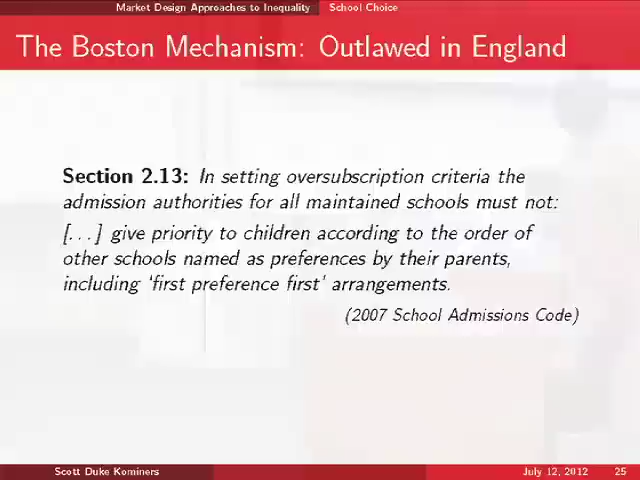 Market Design Approaches to Inequality School Choice
The Boston Mechanism: Outlawed in England
Section 2.13: In setting oversubscription criteria the
admission authorities for all maintained schools must not:
[...] give priority to children according to the order of
other schools named as preferences by their parents,
including ‘first preference first’ arrangements.
(2007 School Admissions Code)
Scott Duke Kominers July 12, 2012 25